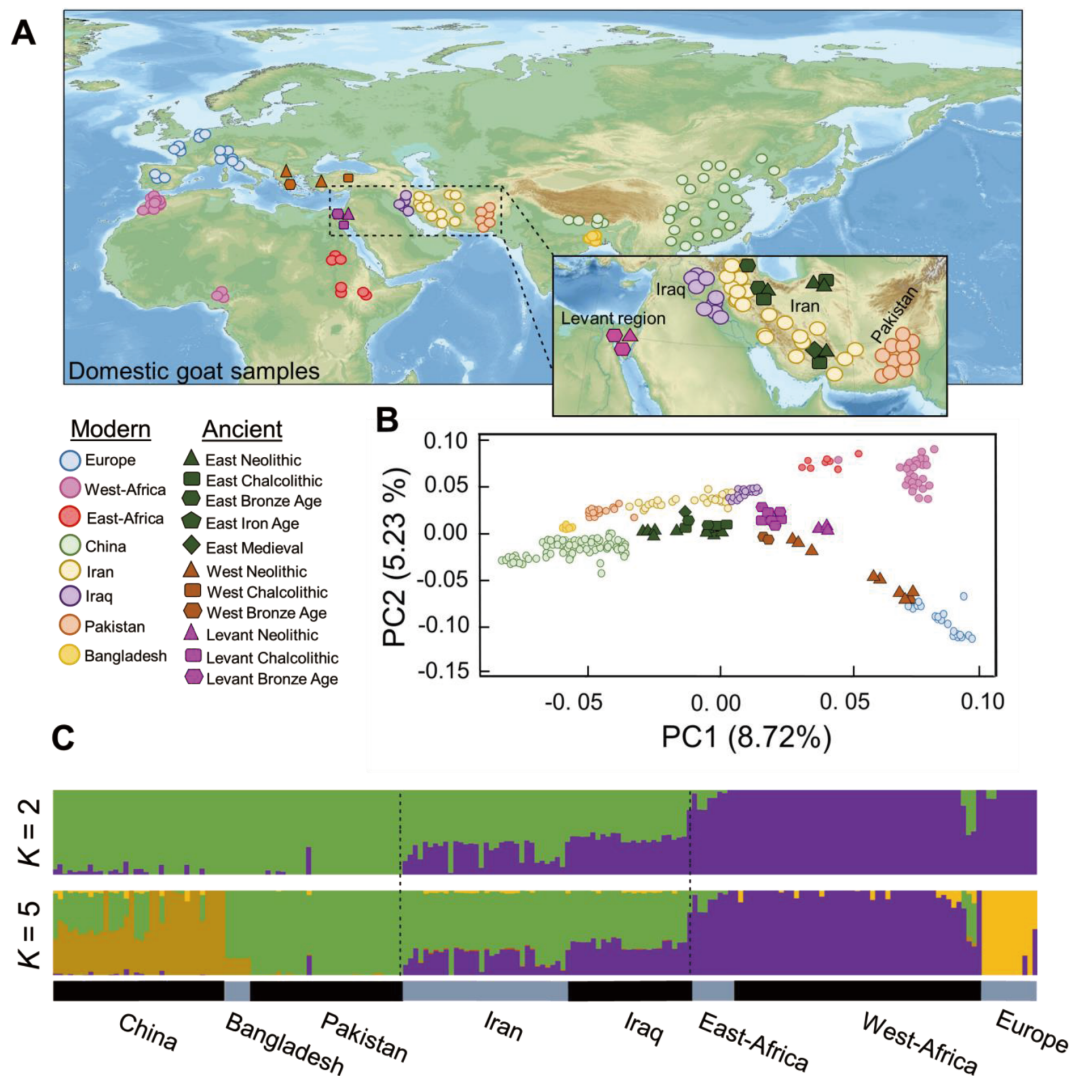 A
Iraq
Iran
Pakistan
Levant region
Domestic goat samples
Modern
Europe
West-Africa
East-Africa
China
Iran
Iraq
Pakistan
Bangladesh
Ancient
East Neolithic
East Chalcolithic
East Bronze Age
East Iron Age
East Medieval
West Neolithic
West Chalcolithic
West Bronze Age
Levant Neolithic
Levant Chalcolithic
Levant Bronze Age
B
PC2 (5.23 %)
0.10
0.05
0.00
-0.05
-0.10
-0.15
-0. 05
0. 00
0. 05
0.10
PC1 (8.72%)
C
K = 2
K = 5
China
Bangladesh
Pakistan
Iran
Iraq
East-Africa
West-Africa
Europe